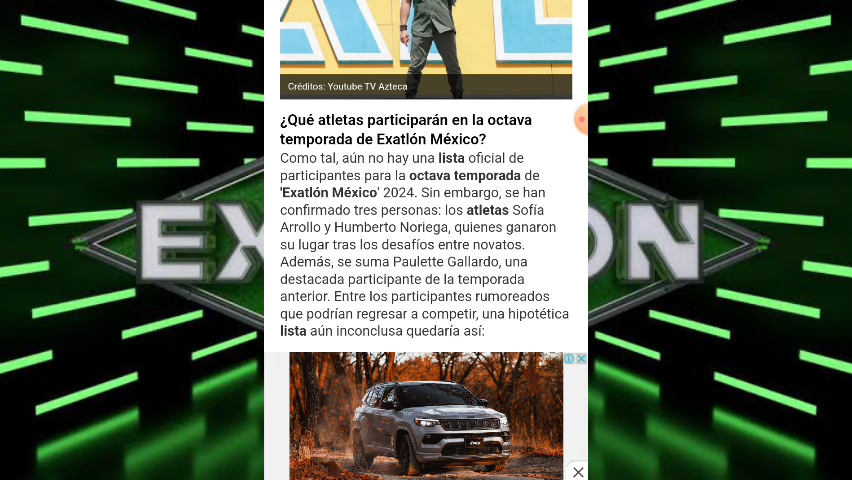 Créditos: Youtube TV Azteca
¿Qué atletas participarán en la octava
temporada de Exatlón México?
Como tal, aún no hay una lista oficial de
participantes para la octava temporada de
'Exatlón México' 2024. Sin embargo, se han
confirmado tres personas: los atletas Sofía
Arrollo y Humberto Noriega, quienes ganaron
su lugar tras los desafíos entre novatos.
Además, se suma Paulette Gallardo, una
destacada participante de la temporada
anterior. Entre los participantes rumoreados
que podrían regresar a competir, una hipotética
lista aún inconclusa quedaría así:
EX
ON
Jeep